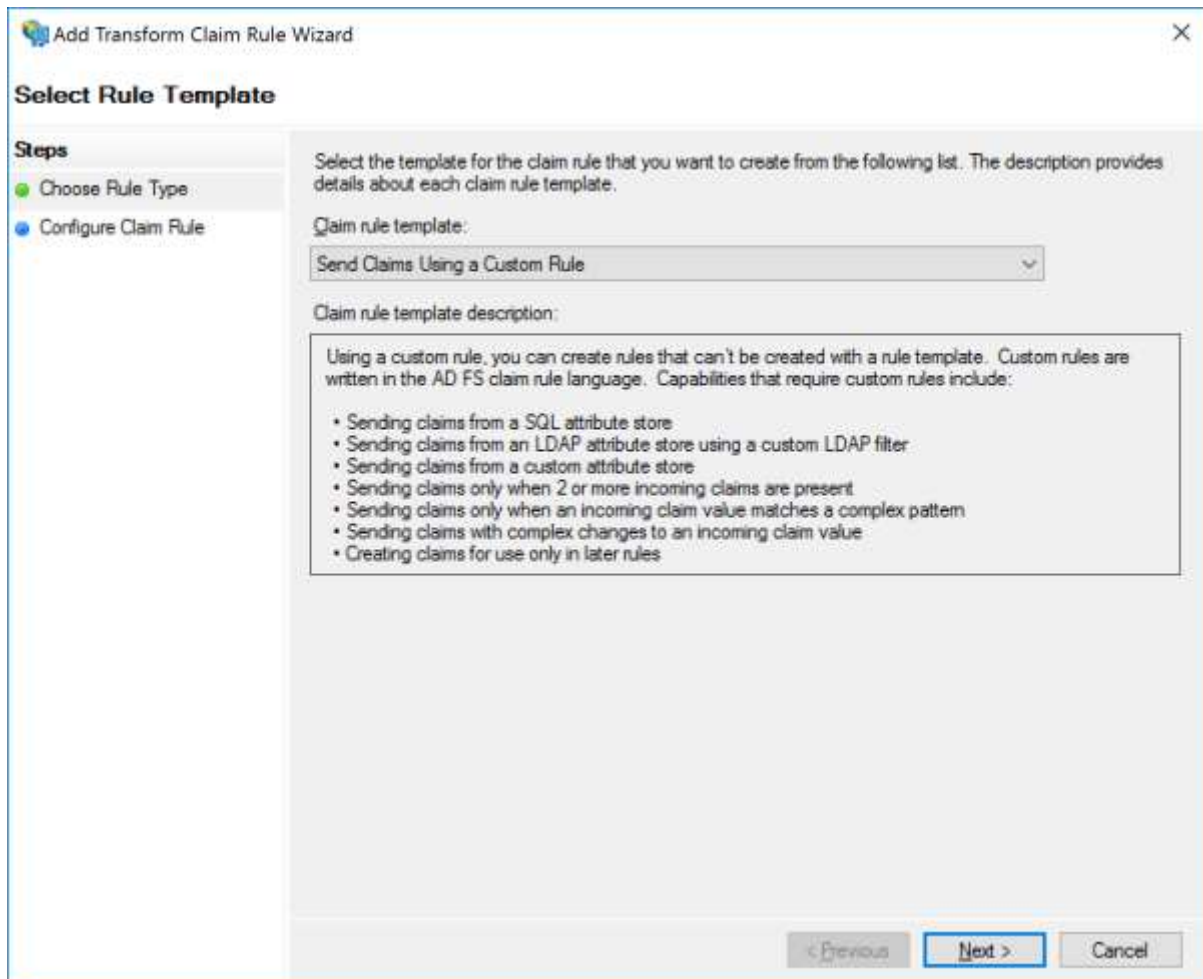 Add Transform Claim Rule Wizard
Select Rule Template
Steps
Choose Rule Type
Configure Claim Rule
Select the template for the claim rule that you want to create from the following list. The description provides
details about each claim rule template.
Claim rule template:
Send Claims Using a Custom Rule
Claim rule template description:
Using a custom rule, you can create rules that can't be created with a rule template. Custom rules are
written in the AD FS claim rule language. Capabilities that require custom rules include:
• Sending claims from a SQL attribute store
• Sending claims from an LDAP attribute store using a custom LDAP filter
• Sending claims from a custom attribute store
• Sending claims only when 2 or more incoming claims are present
• Sending claims only when an incoming claim value matches a complex pattern
• Sending claims with complex changes to an incoming claim value
• Creating claims for use only in later rules
< Previous
Next >
Cancel